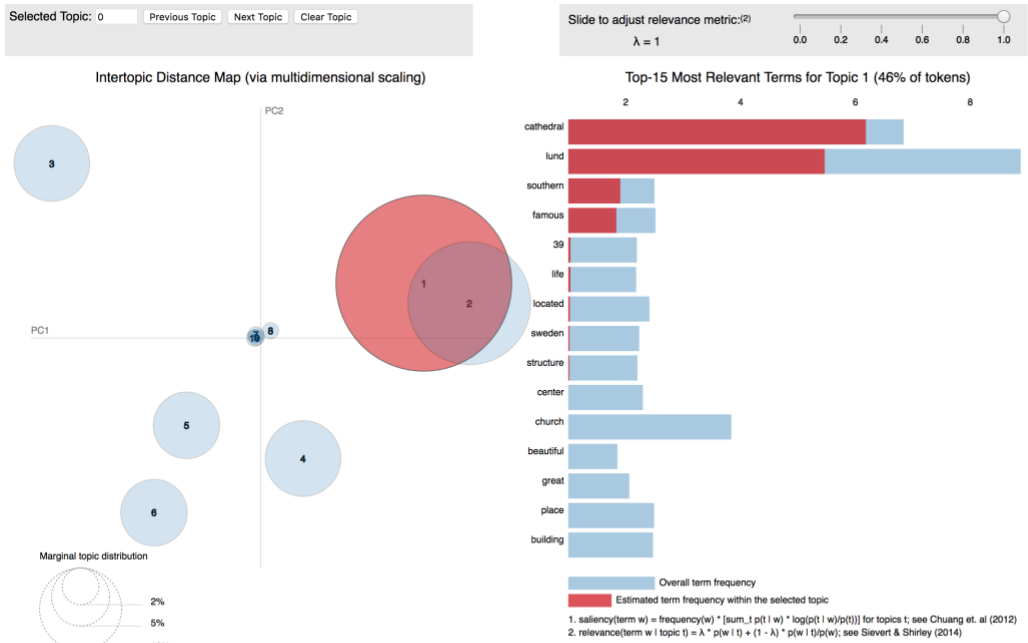 Selected Topic: 0 Previous Topic Next Topic Clear Topic
Slide to adjust relevance metric:(2)
λ = 1
0.0 0.2 0.4 0.6 0.8 1.0
Intertopic Distance Map (via multidimensional scaling)
PC2
PC1
3
1
2
8
5
4
6
Marginal topic distribution
2%
5%
Top-15 Most Relevant Terms for Topic 1 (46% of tokens)
2 4 6 8
cathedral
lund
southern
famous
39
life
located
sweden
structure
center
church
beautiful
great
place
building
Overall term frequency
Estimated term frequency within the selected topic
1. saliency(term w) = frequency(w) * [sum_t p(t | w) * log(p(t | w)/p(t))] for topics t; see Chuang et. al (2012)
2. relevance(term w | topic t) = λ * p(w | t) + (1 - λ) * p(w | t)/p(w); see Sievert & Shirley (2014)